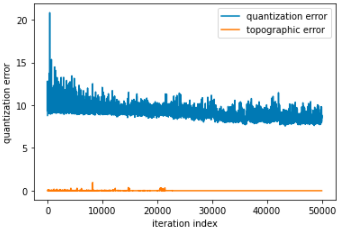 quantization error
topographic error
20
15
10
5
0
quantization error
0 10000 20000 30000 40000 50000
iteration index